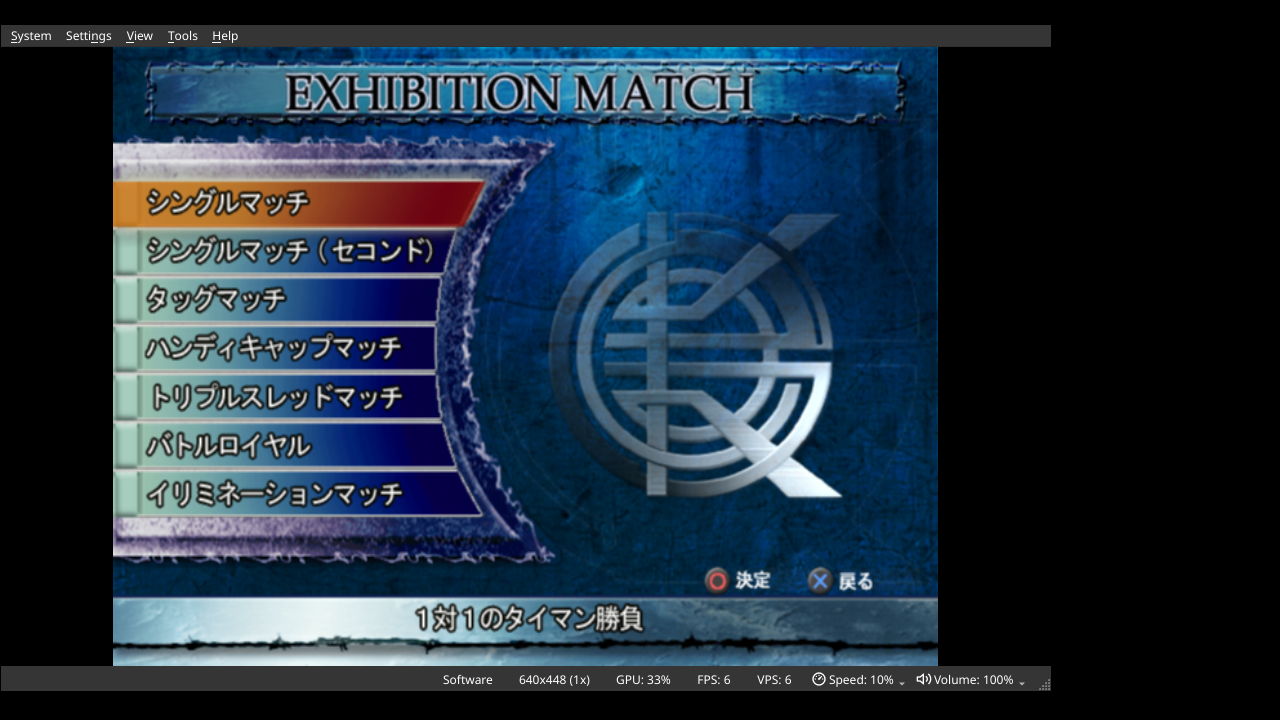 System Settings View Tools Help
EXHIBITION MATCH
シングルマッチ
シングルマッチ（セコンド）
タッグマッチ
ハンディキャップマッチ
トリプルスレッドマッチ
バトルロイヤル
イリミネーションマッチ
決定 戻る
1対1のタイマン勝負
Software 640x448 (1x) GPU: 33% FPS: 6 VPS: 6 Speed: 10% Volume: 100%